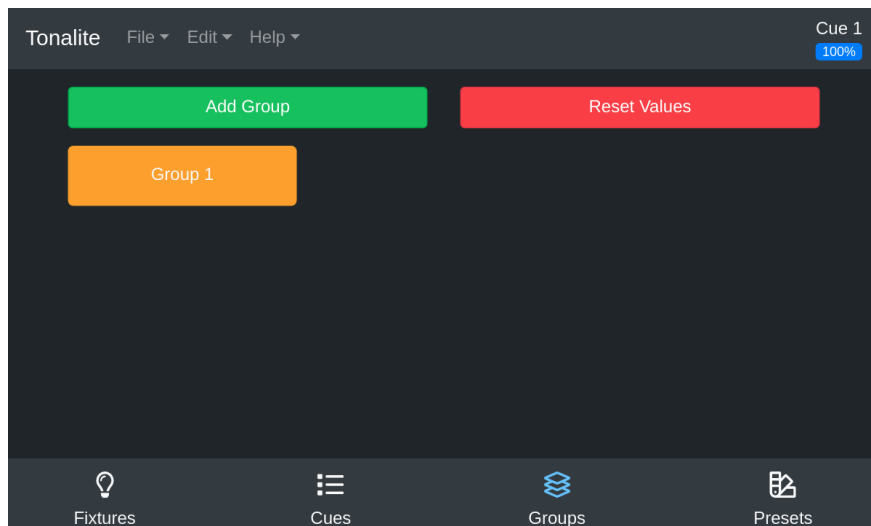 Tonalite File Edit Help Cue 1
100%
Add Group Reset Values
Group 1
Fixtures Cues Groups Presets